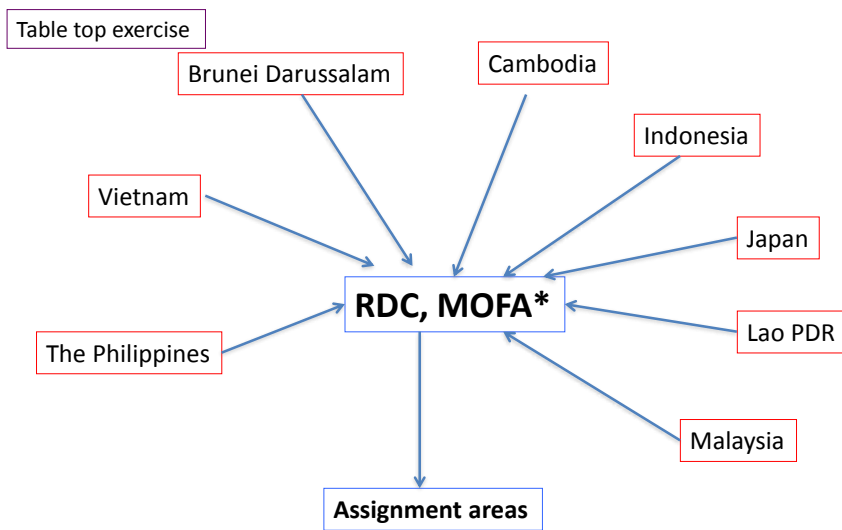 Table top exercise
Brunei Darussalam
Cambodia
Indonesia
Vietnam
Japan
RDC, MOFA*
Lao PDR
The Philippines
Malaysia
Assignment areas